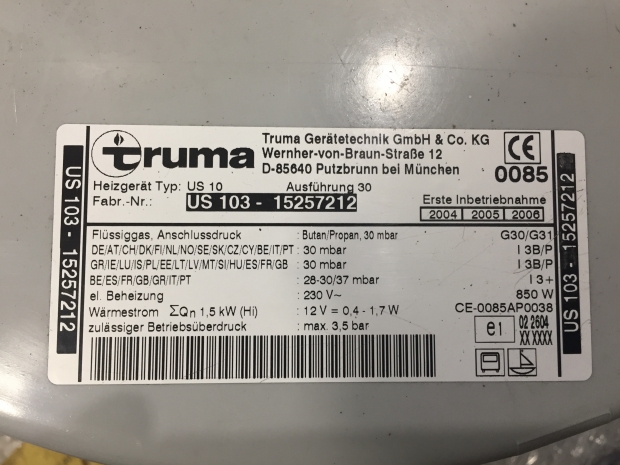 truma
Truma Gerätetechnik GmbH & Co. KG
Wernher-von-Braun-Straße 12
D-85640 Putzbrunn bei München
CE
0085
Heizgerät Typ: US 10 Ausführung 30
Fabr.-Nr.: US 103 - 15257212
Erste Inbetriebnahme
2004 2005 2006
Flüssiggas, Anschlussdruck : Butan/Propan, 30 mbar G30/G31
DE/AT/CH/DK/FI/NL/NO/SE/SK/CZ/CY/BE/IT/PT : 30 mbar I 3B/P
GR/IE/LU/IS/PL/EE/LT/LV/MT/SI/HU/ES/FR/GB : 30 mbar I 3B/P
BE/ES/FR/GB/GR/IT/PT : 28-30/37 mbar I 3+
el. Beheizung : 230 V~ 850 W
Wärmestrom ΣQn 1,5 kW (Hi) : 12 V = 0,4 - 1,7 W CE-0085AP0038
zulässiger Betriebsüberdruck : max. 3,5 bar
e1 02 2604
XX XXXX
US 103 - 15257212
US 103 - 15257212